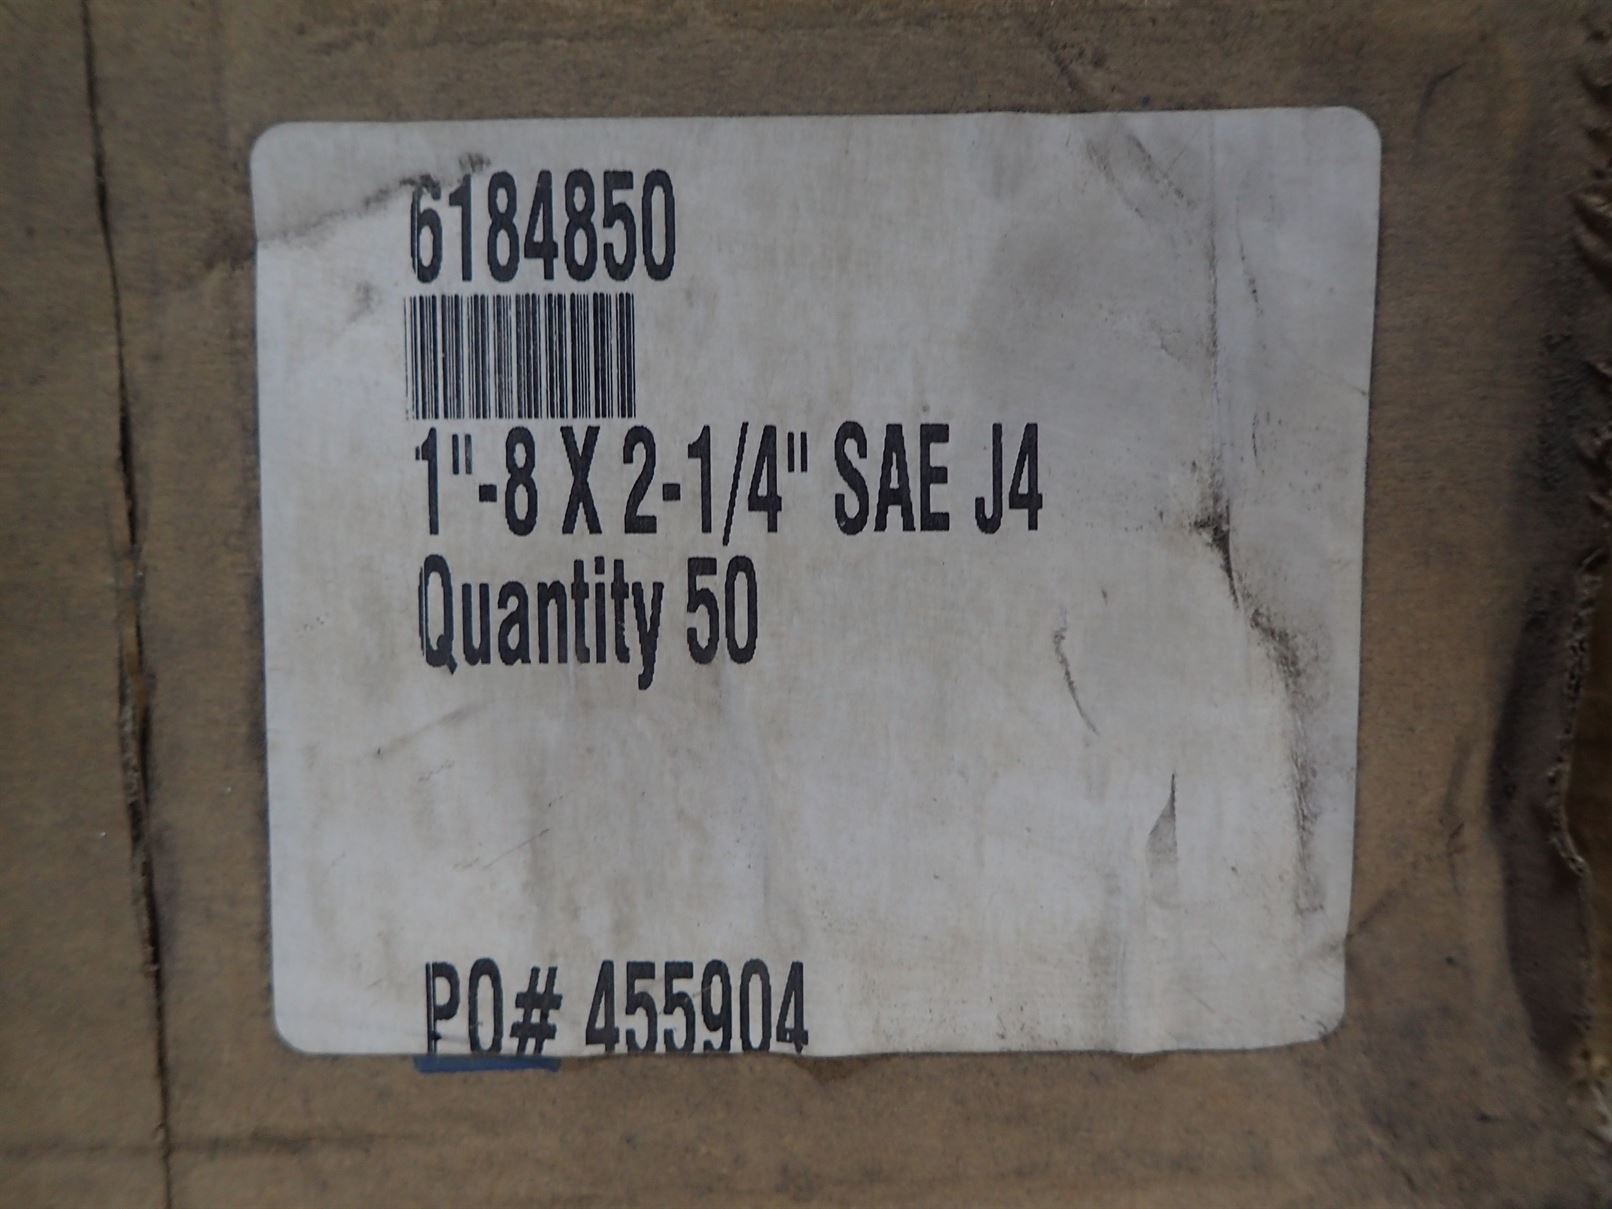 6184850
1"-8 X 2-1/4" SAE J4
Quantity 50
PO# 455904